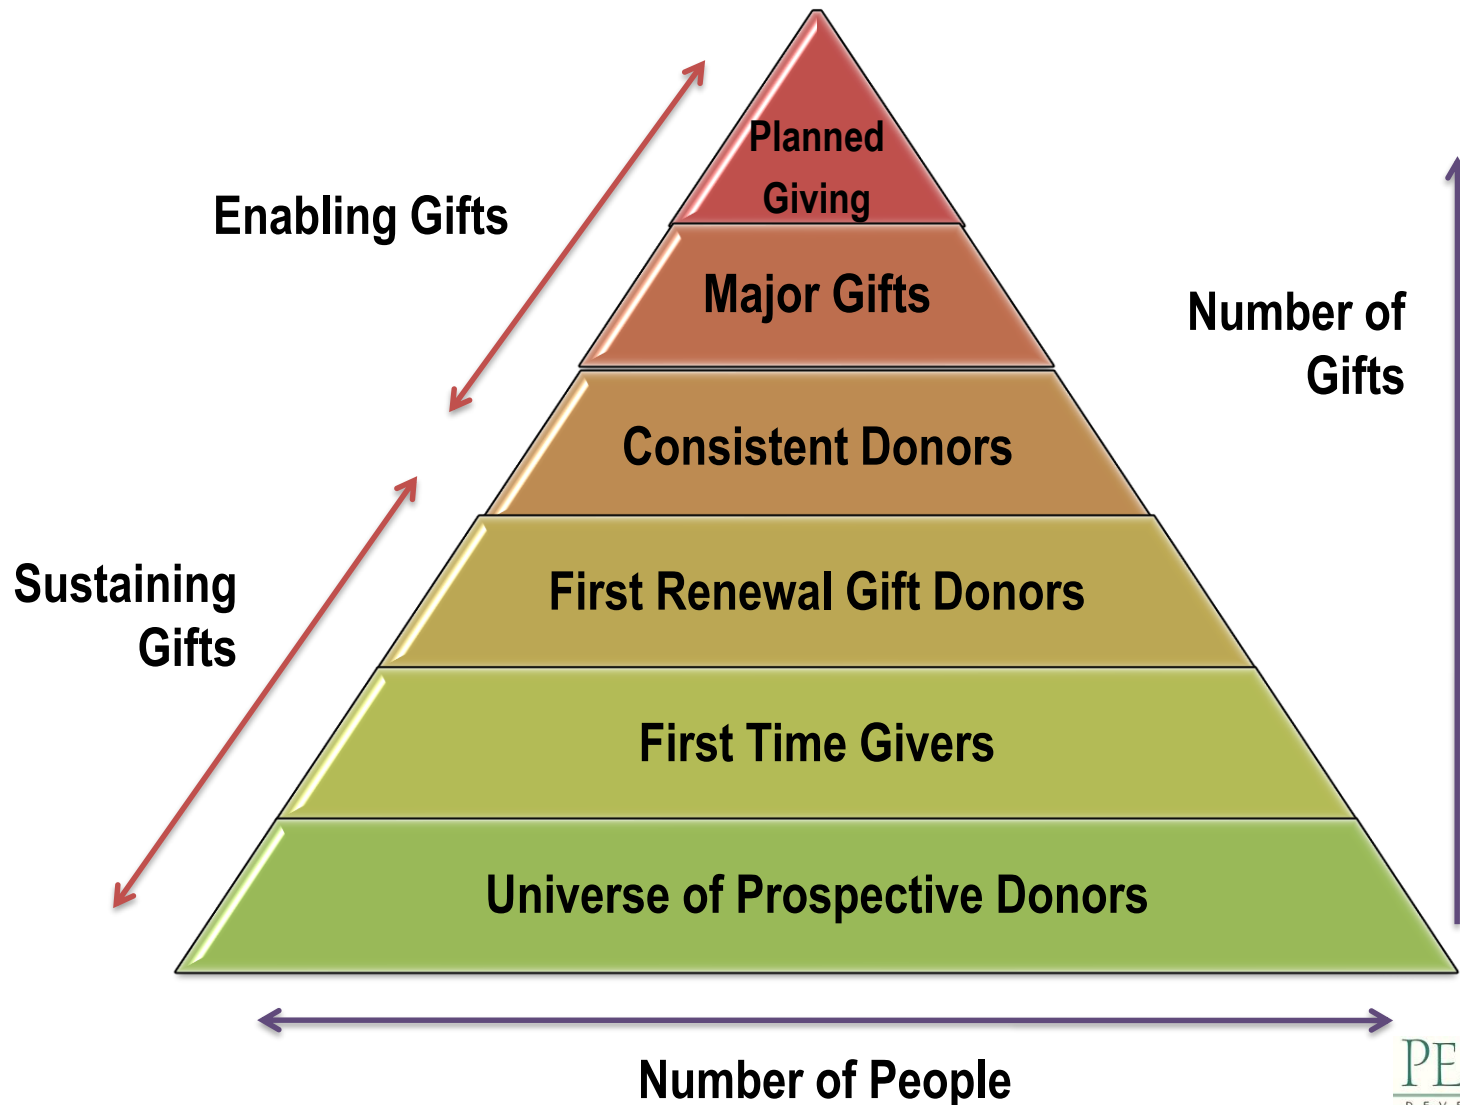 Planned
Giving
Enabling Gifts
Major Gifts
Number of
Gifts
Consistent Donors
Sustaining
Gifts
First Renewal Gift Donors
First Time Givers
Universe of Prospective Donors
Number of People